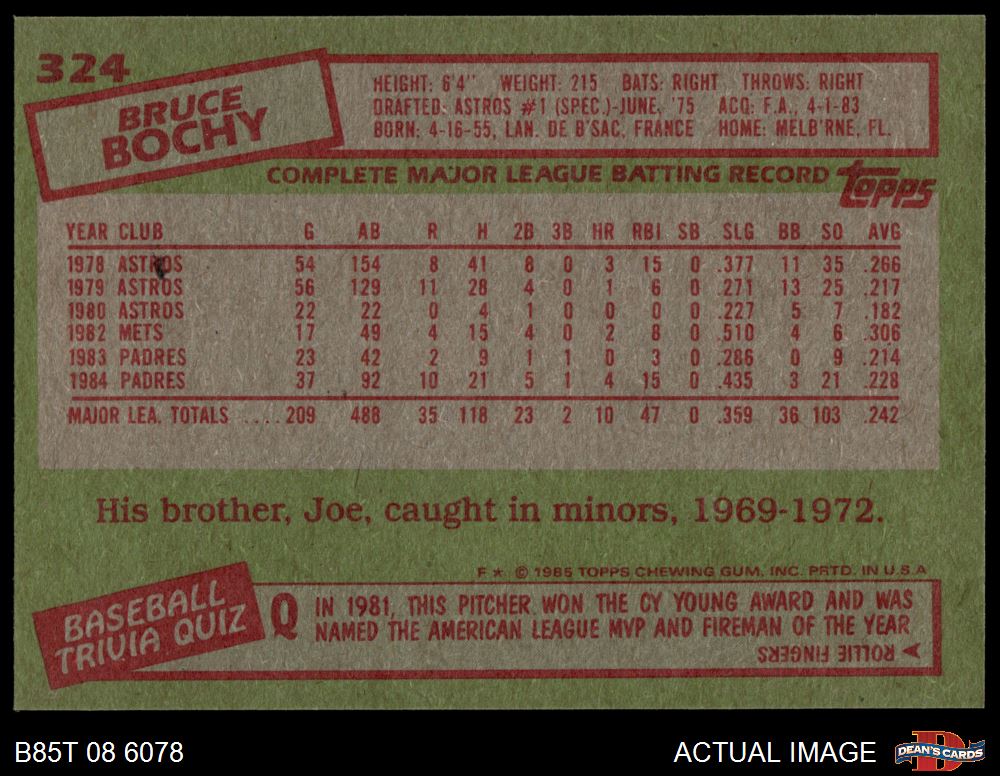 324
BRUCE
BOCHY
HEIGHT: 6'4" WEIGHT: 215 BATS: RIGHT THROWS: RIGHT
DRAFTED: ASTROS #1 (SPEC.)-JUNE, '75 ACQ: F.A., 4-1-83
BORN: 4-16-55, LAN. DE B'SAC, FRANCE HOME: MELB'RNE, FL.
COMPLETE MAJOR LEAGUE BATTING RECORD topps
YEAR CLUB G AB R H 2B 3B HR RBI SB SLG BB SO AVG
1978 ASTROS 54 154 8 41 8 0 3 15 0 .377 11 35 .266
1979 ASTROS 56 129 11 28 4 0 1 6 0 .271 13 25 .217
1980 ASTROS 22 22 0 4 1 0 0 0 0 .227 5 7 .182
1982 METS 17 49 4 15 4 0 2 8 0 .510 4 6 .306
1983 PADRES 23 42 2 9 1 1 0 3 0 .286 0 9 .214
1984 PADRES 37 92 10 21 5 1 4 15 0 .435 3 21 .228
MAJOR LEA. TOTALS .... 209 488 35 118 23 2 10 47 0 .359 36 103 .242
His brother, Joe, caught in minors, 1969-1972.
F ★ © 1985 TOPPS CHEWING GUM, INC. PRTD. IN U.S.A
BASEBALL
TRIVIA QUIZ
Q IN 1981, THIS PITCHER WON THE CY YOUNG AWARD AND WAS
NAMED THE AMERICAN LEAGUE MVP AND FIREMAN OF THE YEAR
ROLLIE FINGERS
B85T 08 6078
ACTUAL IMAGE
DEAN'S CARDS